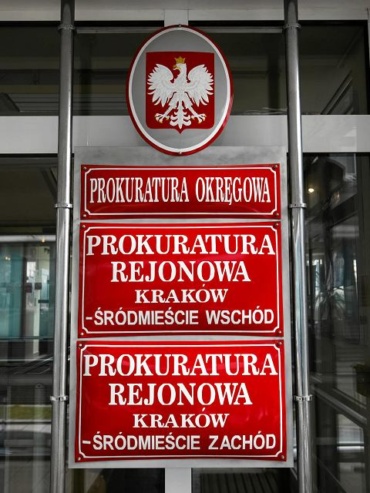 PROKURATURA OKRĘGOWA
PROKURATURA
REJONOWA
KRAKÓW
-ŚRÓDMIEŚCIE WSCHÓD
PROKURATURA
REJONOWA
KRAKÓW
-ŚRÓDMIEŚCIE ZACHÓD